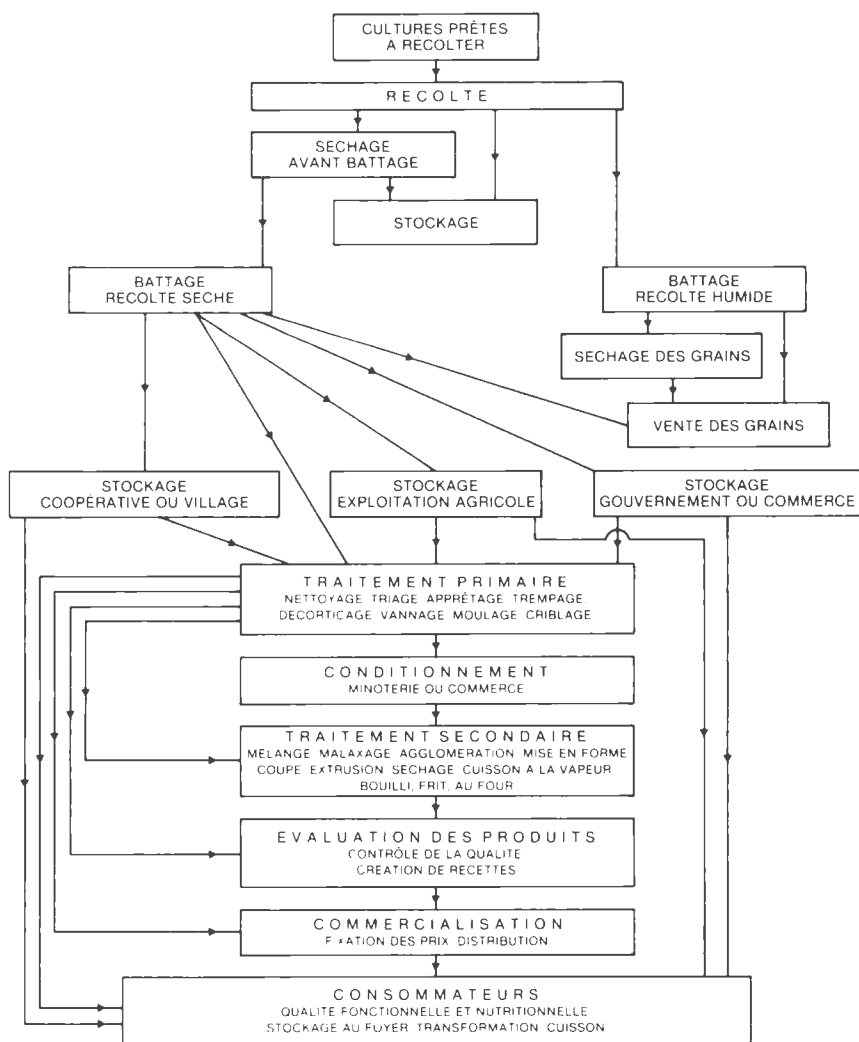 CULTURES PRÊTES
À RÉCOLTER
RECOLTE
SECHAGE
AVANT BATTAGE
STOCKAGE
BATTAGE
RECOLTE SECHE
BATTAGE
RECOLTE HUMIDE
SECHAGE DES GRAINS
VENTE DES GRAINS
STOCKAGE
COOPÉRATIVE OU VILLAGE
STOCKAGE
EXPLOITATION AGRICOLE
STOCKAGE
GOUVERNEMENT OU COMMERCE
TRAITEMENT PRIMAIRE
NETTOYAGE TRIAGE APPRÊTAGE TREMPAGE
DECORTICAGE VANNAGE MOULAGE CRIBLAGE
CONDITIONNEMENT
MINOTERIE OU COMMERCE
TRAITEMENT SECONDAIRE
MELANGE MALAXAGE AGGLOMERATION MISE EN FORME
COUPE EXTRUSION SECHAGE CUISSON A LA VAPEUR
BOUILLI, FRIT, AU FOUR
EVALUATION DES PRODUITS
CONTRÔLE DE LA QUALITE
CREATION DE RECETTES
COMMERCIALISATION
FIXATION DES PRIX DISTRIBUTION
CONSOMMATEURS
QUALITE FONCTIONNELLE ET NUTRITIONNELLE
STOCKAGE AU FOYER TRANSFORMATION CUISSON